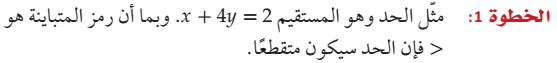 الخطوة 1: مثّل الحد وهو المستقيم x + 4y = 2. وبما أن رمز المتباينة هو
> فإن الحد سيكون متقطعًا.